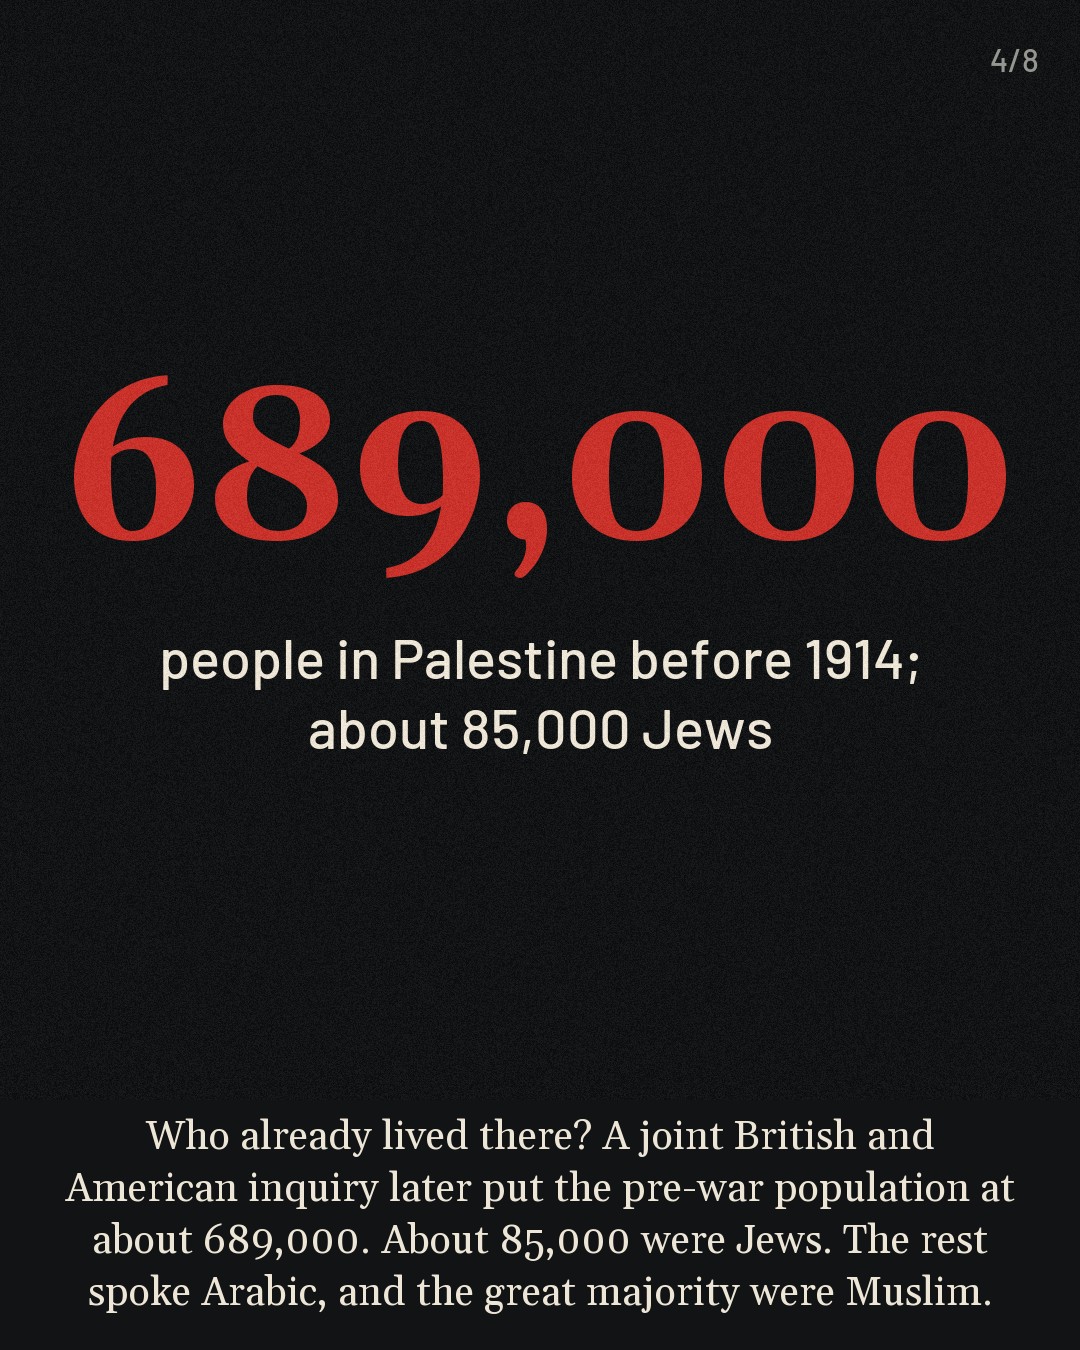 4/8
689,000
people in Palestine before 1914;
about 85,000 Jews
Who already lived there? A joint British and
American inquiry later put the pre-war population at
about 689,000. About 85,000 were Jews. The rest
spoke Arabic, and the great majority were Muslim.